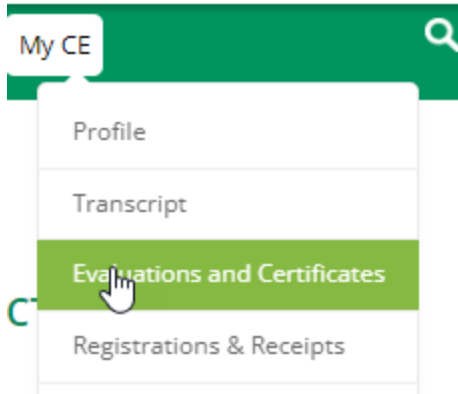 My CE
Profile
Transcript
Evaluations and Certificates
C
Registrations & Receipts